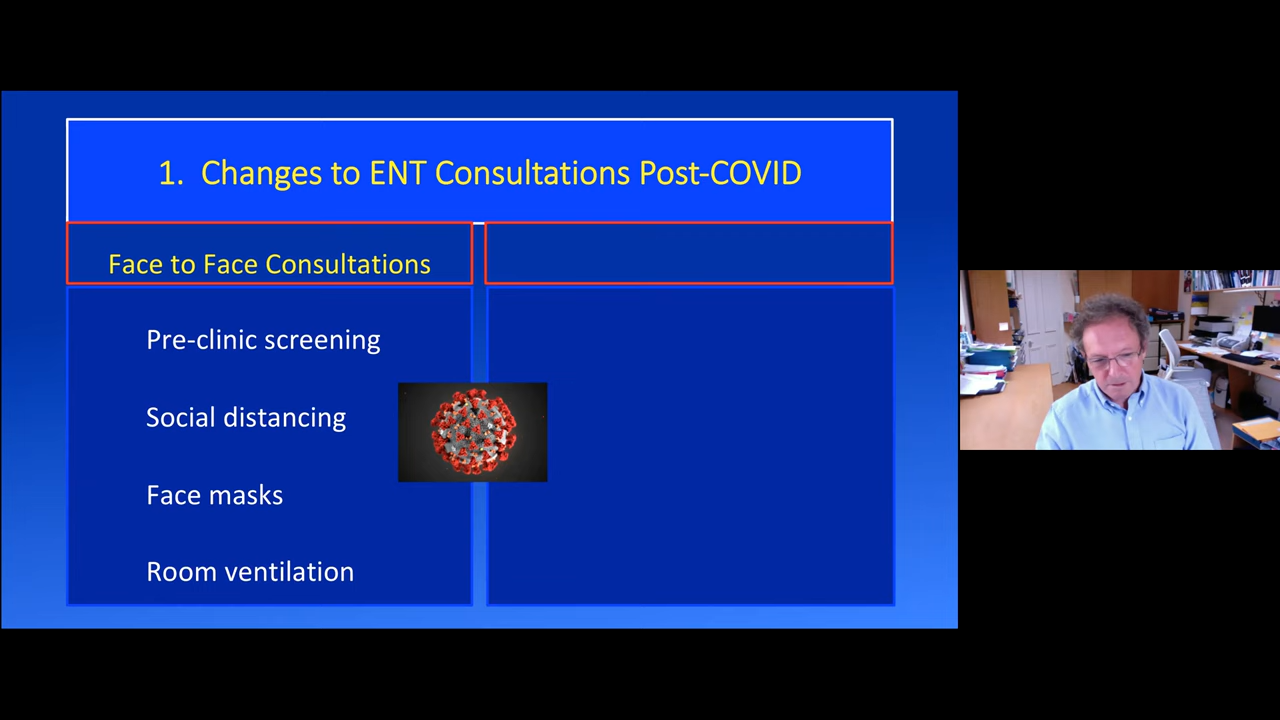 1. Changes to ENT Consultations Post-COVID
Face to Face Consultations
Pre-clinic screening
Social distancing
Face masks
Room ventilation